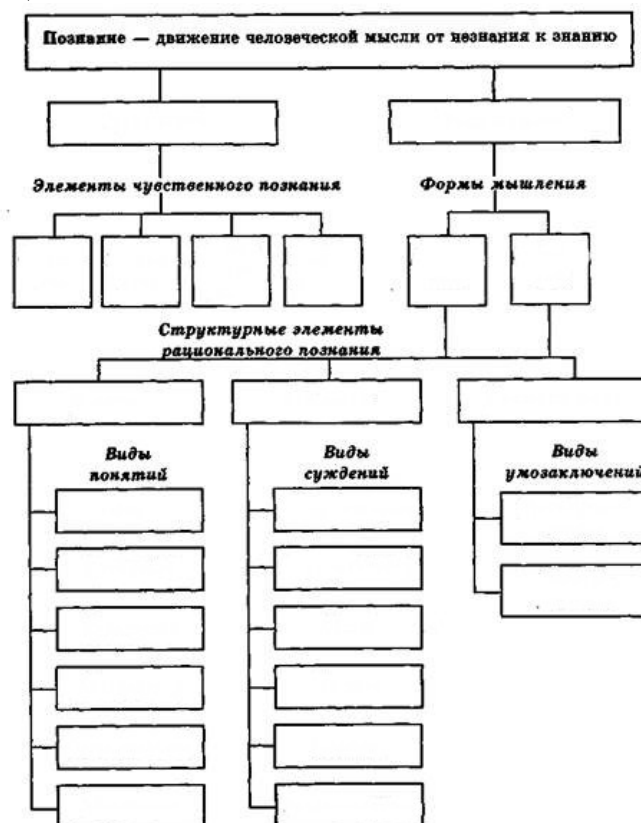 Познание — движение человеческой мысли от незнания к знанию
Элементы чувственного познания
Формы мышления
Структурные элементы
рационального познания
Виды
понятий
Виды
суждений
Виды
умозаключений